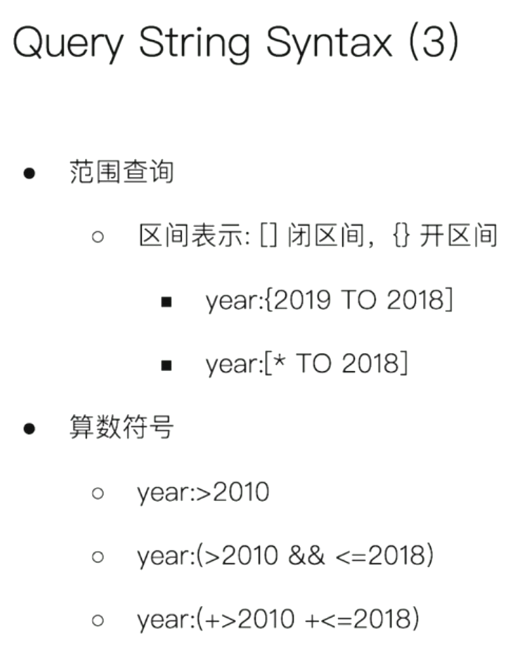 Query String Syntax (3)
● 范围查询
○ 区间表示: [] 闭区间，{} 开区间
■ year:{2019 TO 2018]
■ year:[* TO 2018]
● 算数符号
○ year:>2010
○ year:(>2010 && <=2018)
○ year:(+>2010 +<=2018)